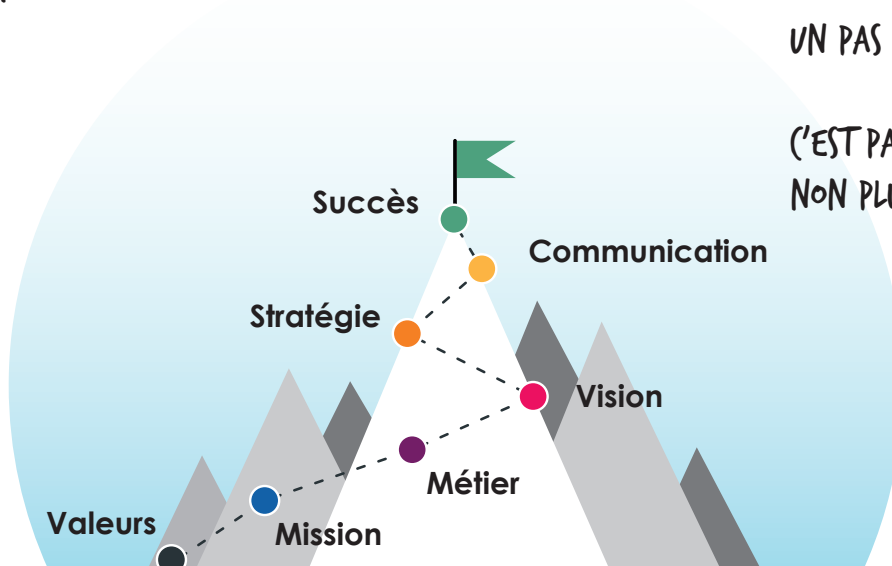 UN PAS
C'EST PA
NON PLU
Succès
Communication
Stratégie
Vision
Métier
Valeurs
Mission